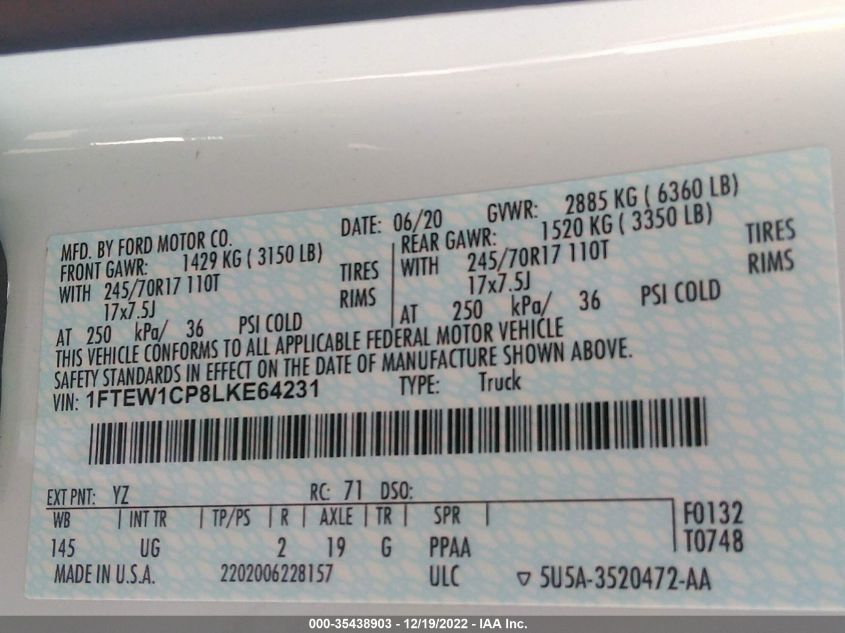 MFD. BY FORD MOTOR CO. DATE: 06/20 GVWR: 2885 KG ( 6360 LB)
FRONT GAWR: 1429 KG ( 3150 LB) REAR GAWR: 1520 KG ( 3350 LB)
WITH 245/70R17 110T TIRES WITH 245/70R17 110T TIRES
17x7.5J RIMS 17x7.5J RIMS
AT 250 kPa/ 36 PSI COLD AT 250 kPa/ 36 PSI COLD
THIS VEHICLE CONFORMS TO ALL APPLICABLE FEDERAL MOTOR VEHICLE
SAFETY STANDARDS IN EFFECT ON THE DATE OF MANUFACTURE SHOWN ABOVE.
VIN: 1FTEW1CP8LKE64231 TYPE: Truck
EXT PNT: YZ RC: 71 DSO:
WB INT TR TP/PS R AXLE TR SPR F0132
145 UG 2 19 G PPAA T0748
MADE IN U.S.A. 2202006228157 ULC ▽ 5U5A-3520472-AA
000-35438903 - 12/19/2022 - IAA Inc.